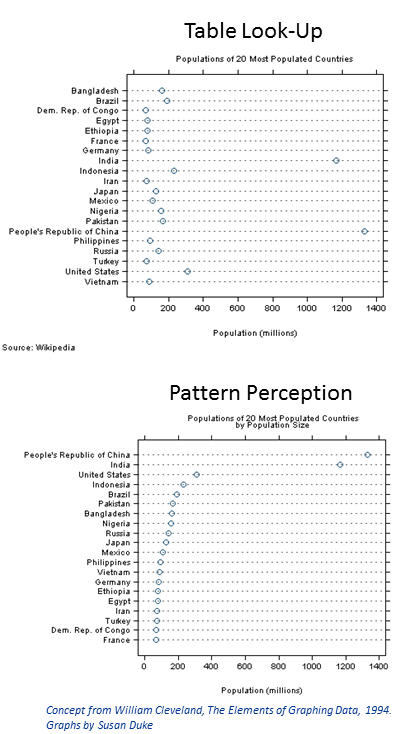 Table Look-Up
Populations of 20 Most Populated Countries
Bangladesh
Brazil
Dem. Rep. of Congo
Egypt
Ethiopia
France
Germany
India
Indonesia
Iran
Japan
Mexico
Nigeria
Pakistan
People's Republic of China
Philippines
Russia
Turkey
United States
Vietnam
0 200 400 600 800 1000 1200 1400
Population (millions)
Source: Wikipedia
Pattern Perception
Populations of 20 Most Populated Countries
by Population Size
People's Republic of China
India
United States
Indonesia
Brazil
Pakistan
Bangladesh
Nigeria
Russia
Japan
Mexico
Philippines
Vietnam
Germany
Ethiopia
Egypt
Iran
Turkey
Dem. Rep. of Congo
France
0 200 400 600 800 1000 1200 1400
Population (millions)
Concept from William Cleveland, The Elements of Graphing Data, 1994.
Graphs by Susan Duke